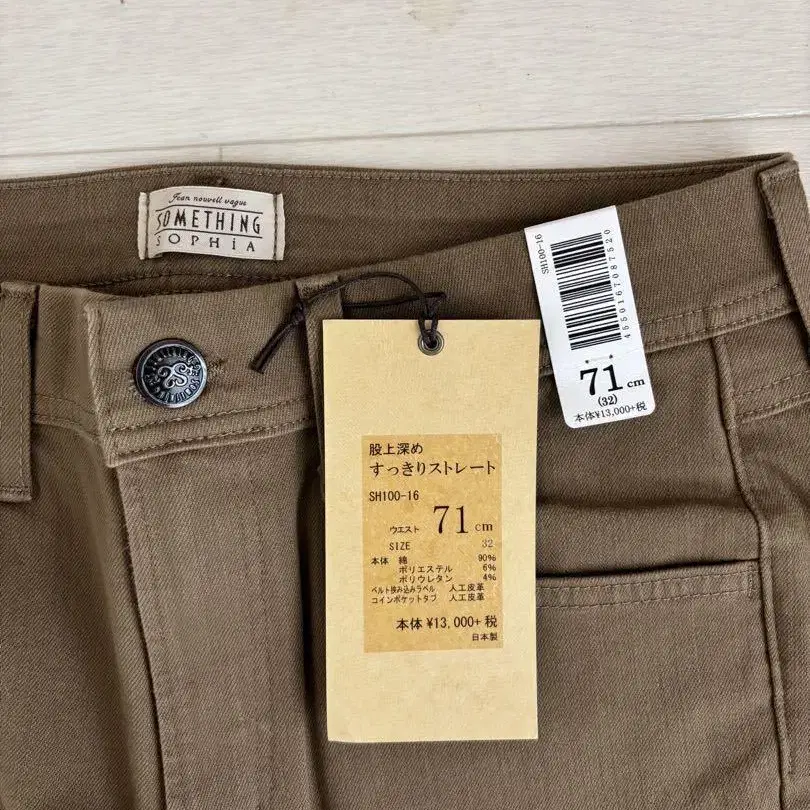 Jean nouvell vague
SOMETHING
SOPHiA
SH100-16
4550167087520
71cm
(32)
本体¥13,000+税
股上深め
すっきりストレート
SH100-16
ウエスト 71cm
SIZE 32
本体 綿 90%
ポリエステル 6%
ポリウレタン 4%
ベルト挟み込みラベル 人工皮革
コインポケットタブ 人工皮革
本体 ¥13,000+税
日本製